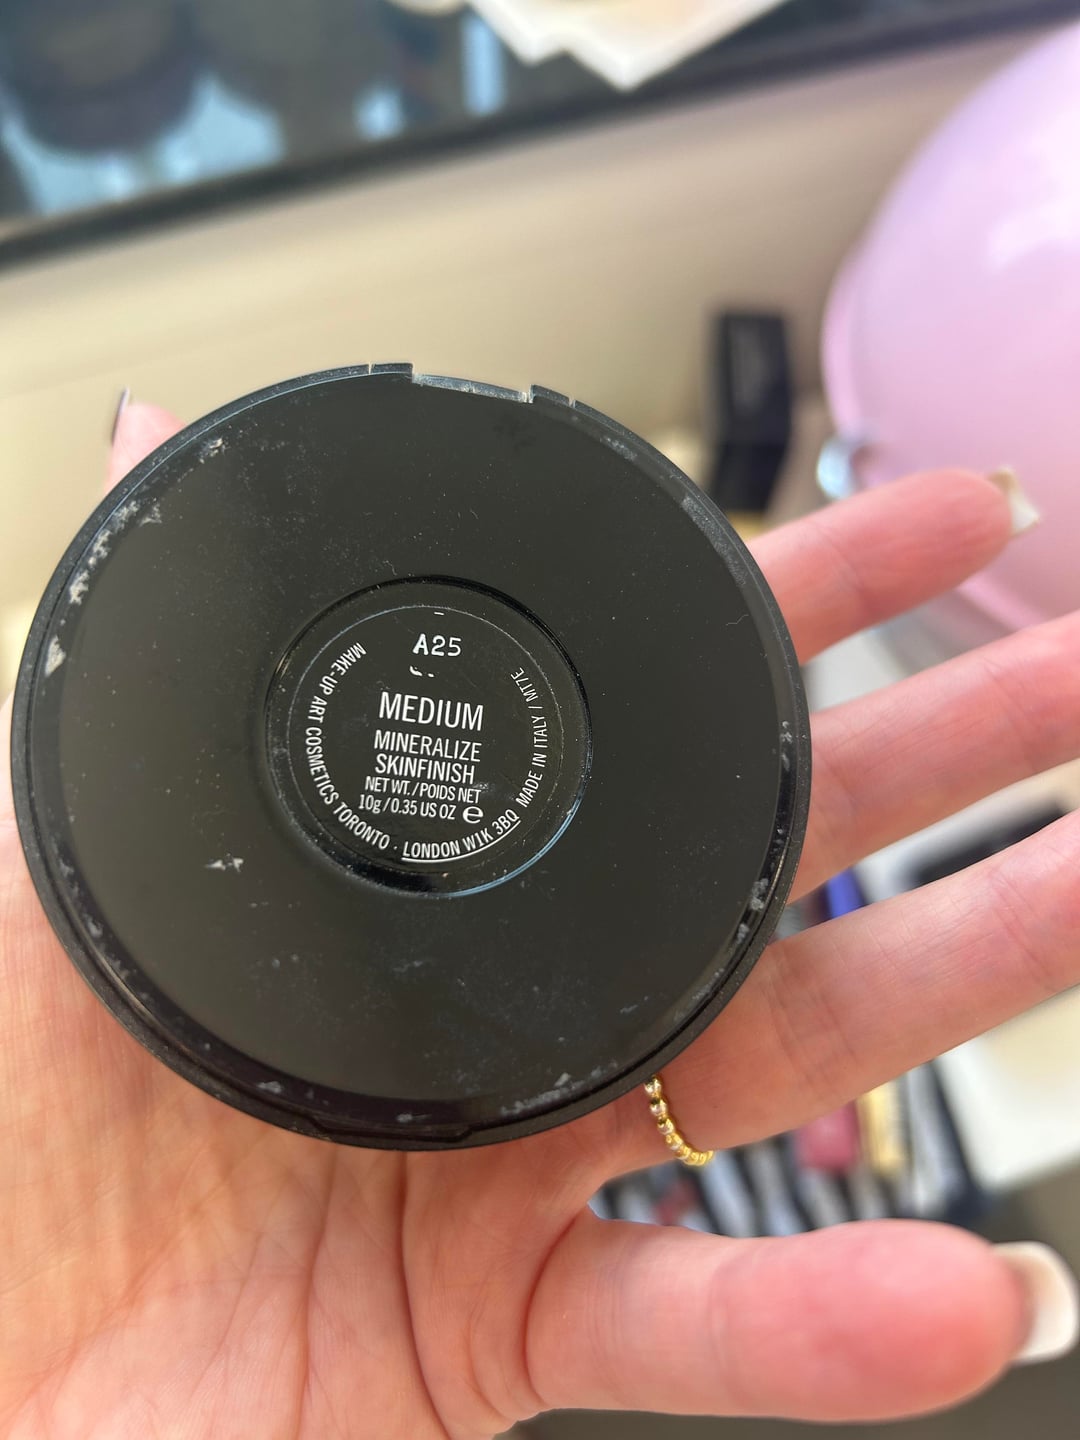 A25
MEDIUM
MINERALIZE
SKINFINISH
NET WT./POIDS NET
10g/0.35 US OZ ℮
MAKE-UP ART COSMETICS TORONTO · LONDON W1K 3BQ MADE IN ITALY / MT7E